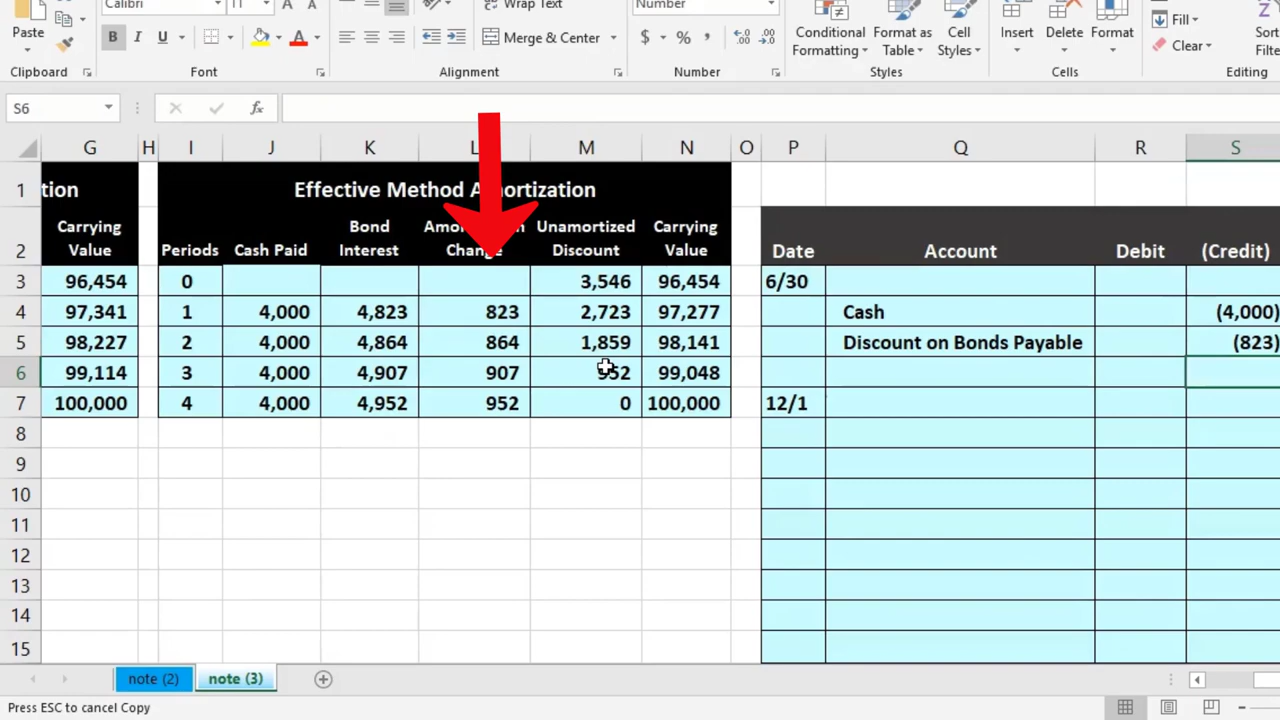 Calibri 11 A A Wrap Text Number
Paste B I U A Merge & Center $ % , Conditional Formatting Format as Table Cell Styles Insert Delete Format Fill Clear Sort
Clipboard Font Alignment Number Styles Cells Editing
S6 fx
G H I J K L M N O P Q R S
1 tion Effective Method Amortization
2 Carrying Value Periods Cash Paid Bond Interest Change Unamortized Discount Carrying Value Date Account Debit (Credit)
3 96,454 0 3,546 96,454 6/30
4 97,341 1 4,000 4,823 823 2,723 97,277 Cash (4,000)
5 98,227 2 4,000 4,864 864 1,859 98,141 Discount on Bonds Payable (823)
6 99,114 3 4,000 4,907 907 952 99,048
7 100,000 4 4,000 4,952 952 0 100,000 12/1
8
9
10
11
12
13
14
15
note (2) note (3)
Press ESC to cancel Copy